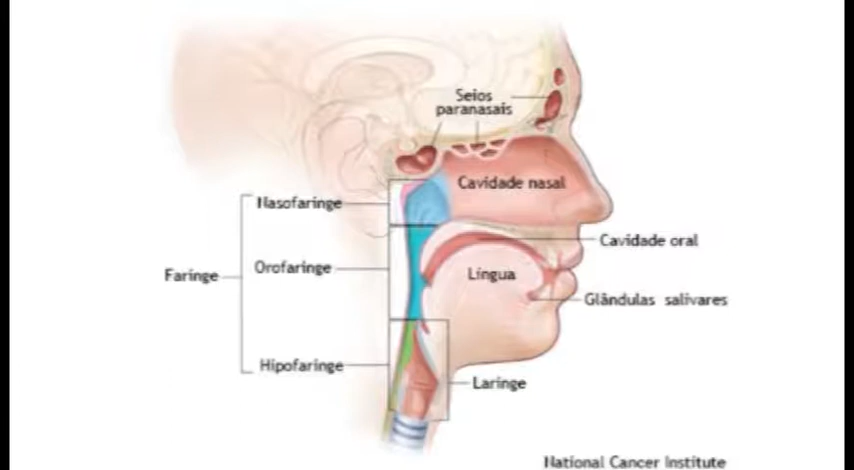 Seios
paranasais
Cavidade nasal
Nasofaringe
Cavidade oral
Orofaringe
Língua
Faringe
Glândulas salivares
Hipofaringe
Laringe
National Cancer Institute